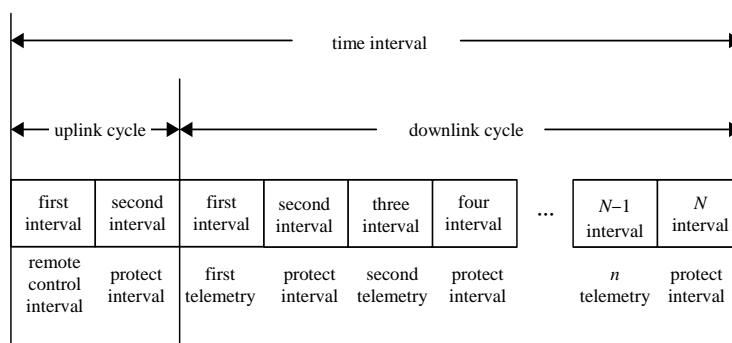 time interval
uplink cycle
downlink cycle
first
interval
second
interval
first
interval
second
interval
three
interval
four
interval
...
N−1
interval
N
interval
remote
control
interval
protect
interval
first
telemetry
protect
interval
second
telemetry
protect
interval
n
telemetry
protect
interval